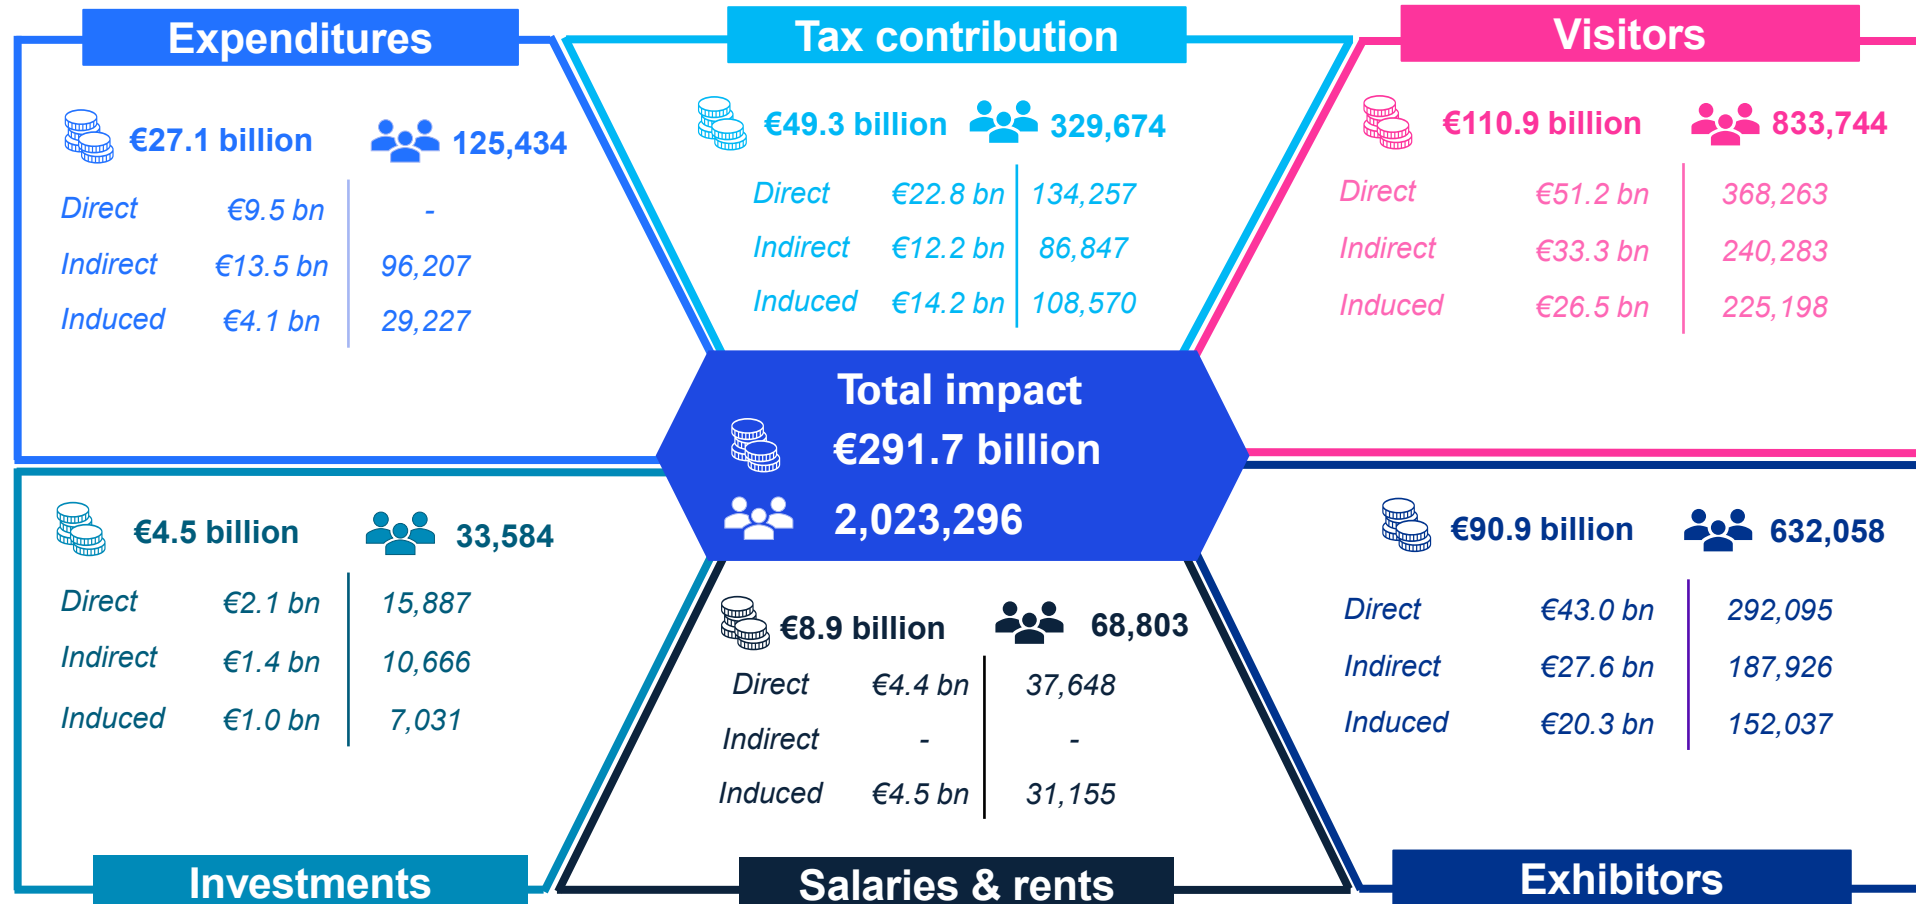 Expenditures
€27.1 billion 125,434
Direct €9.5 bn -
Indirect €13.5 bn 96,207
Induced €4.1 bn 29,227
Tax contribution
€49.3 billion 329,674
Direct €22.8 bn 134,257
Indirect €12.2 bn 86,847
Induced €14.2 bn 108,570
Visitors
€110.9 billion 833,744
Direct €51.2 bn 368,263
Indirect €33.3 bn 240,283
Induced €26.5 bn 225,198
Total impact
€291.7 billion
2,023,296
€4.5 billion 33,584
Direct €2.1 bn 15,887
Indirect €1.4 bn 10,666
Induced €1.0 bn 7,031
Investments
€8.9 billion 68,803
Direct €4.4 bn 37,648
Indirect - -
Induced €4.5 bn 31,155
Salaries & rents
€90.9 billion 632,058
Direct €43.0 bn 292,095
Indirect €27.6 bn 187,926
Induced €20.3 bn 152,037
Exhibitors